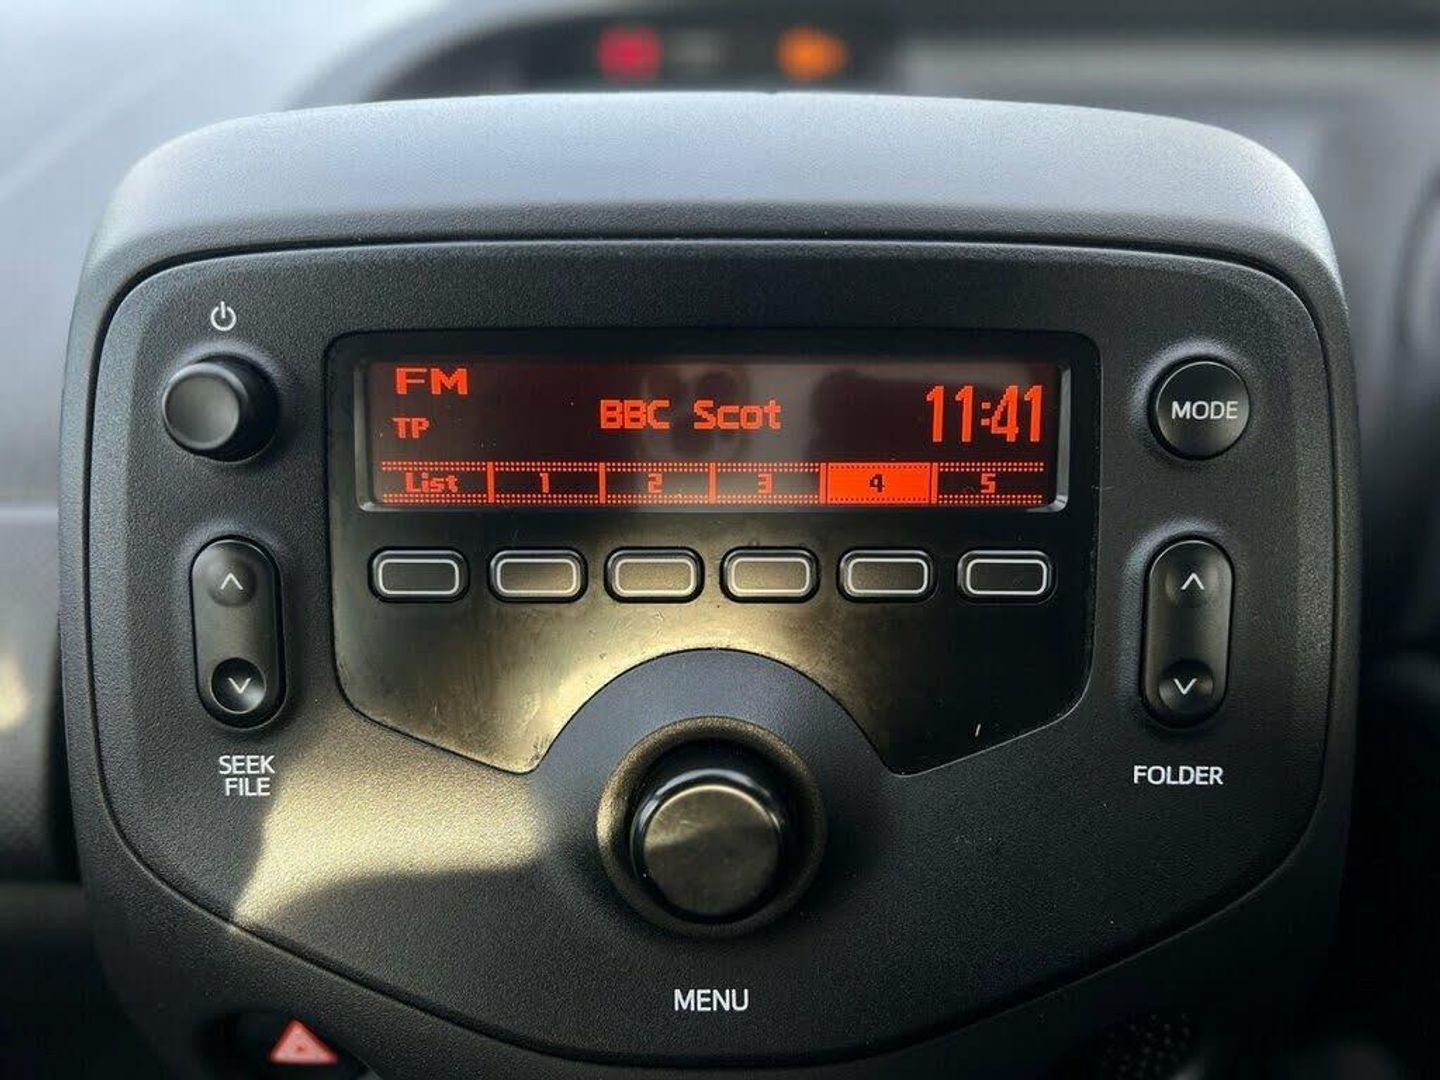 FM
TP
BBC Scot
11:41
List 1 2 3 4 5
MODE
SEEK
FILE
FOLDER
MENU